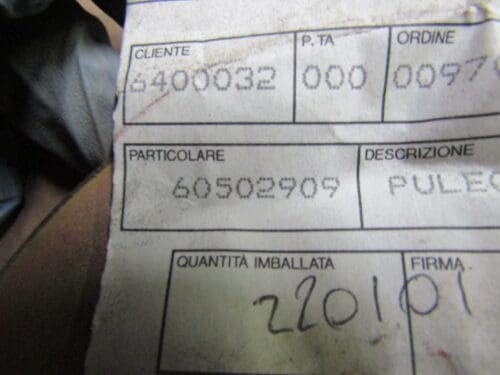 CLIENTE P.TA ORDINE
6400032 000
PARTICOLARE DESCRIZIONE
60502909
QUANTITÀ IMBALLATA FIRMA
220101